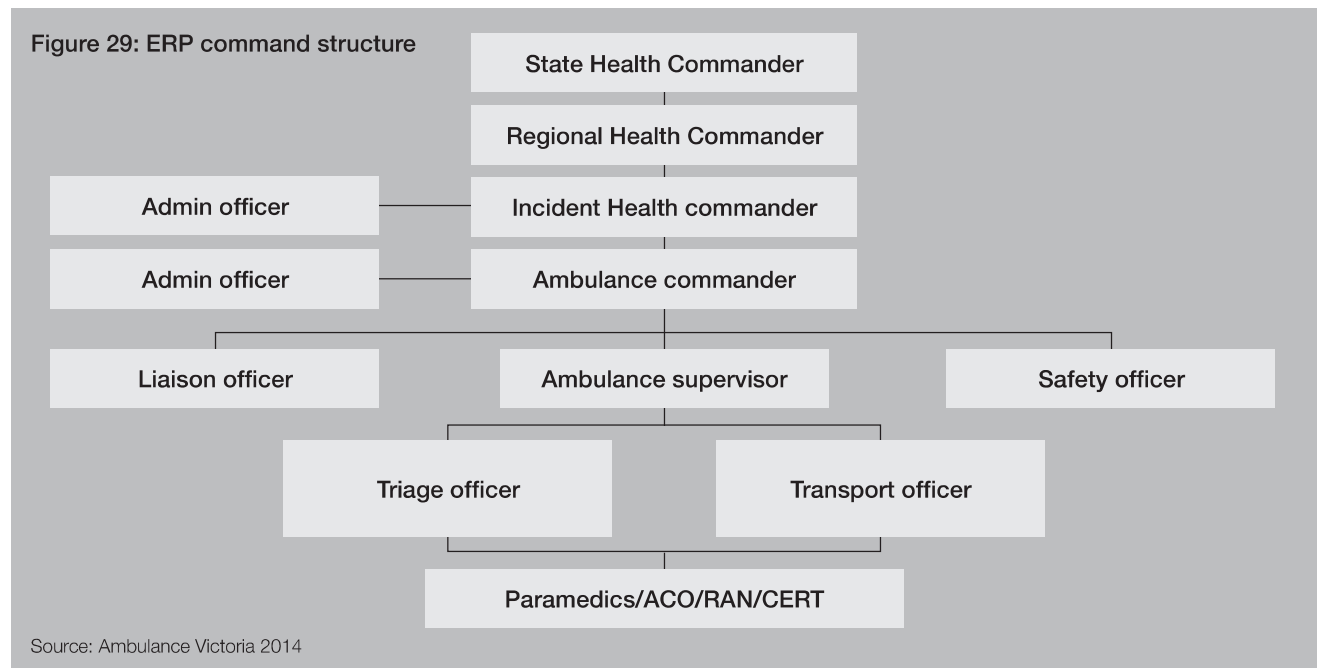 Figure 29: ERP command structure
State Health Commander
Regional Health Commander
Admin officer
Incident Health commander
Admin officer
Ambulance commander
Liaison officer
Ambulance supervisor
Safety officer
Triage officer
Transport officer
Paramedics/ACO/RAN/CERT
Source: Ambulance Victoria 2014